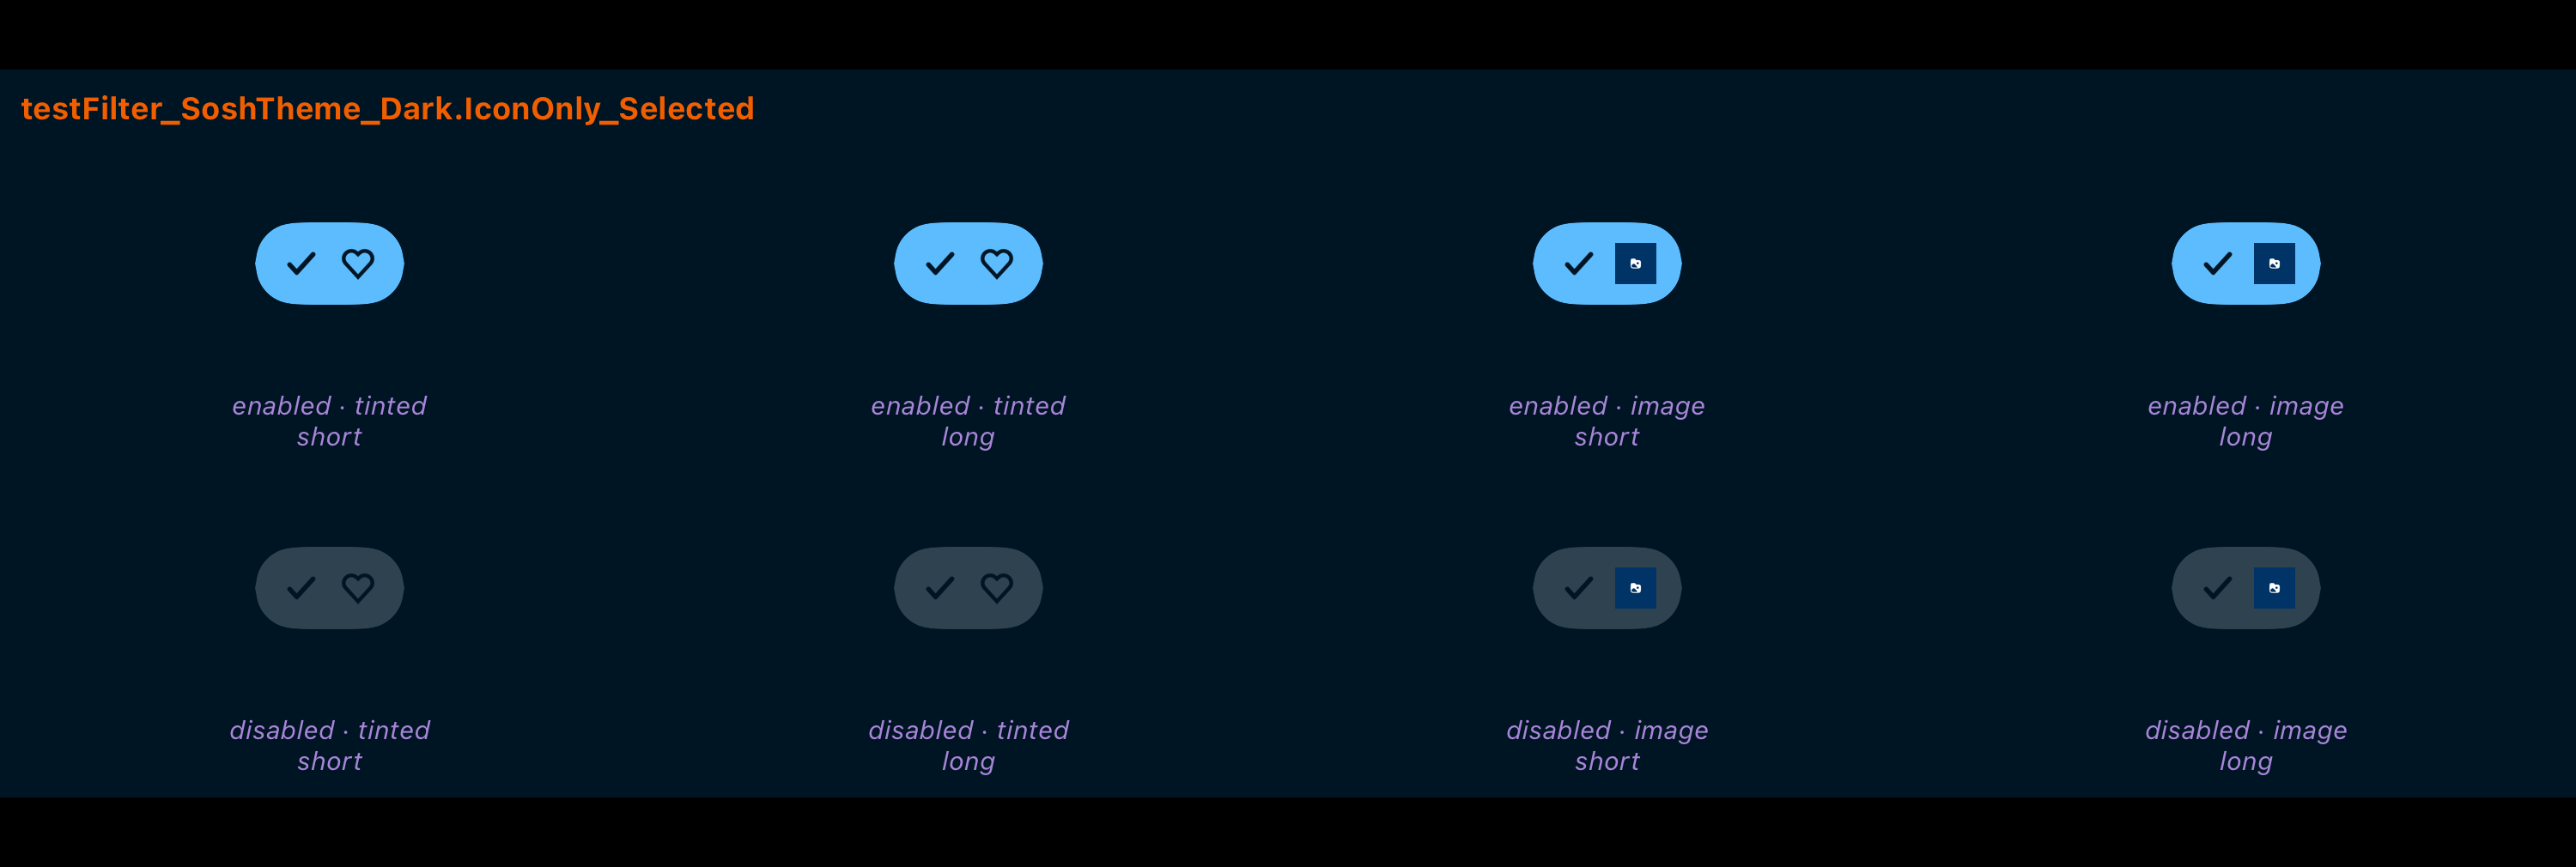 testFilter_SoshTheme_Dark.IconOnly_Selected
enabled · tinted
short
enabled · tinted
long
enabled · image
short
enabled · image
long
disabled · tinted
short
disabled · tinted
long
disabled · image
short
disabled · image
long